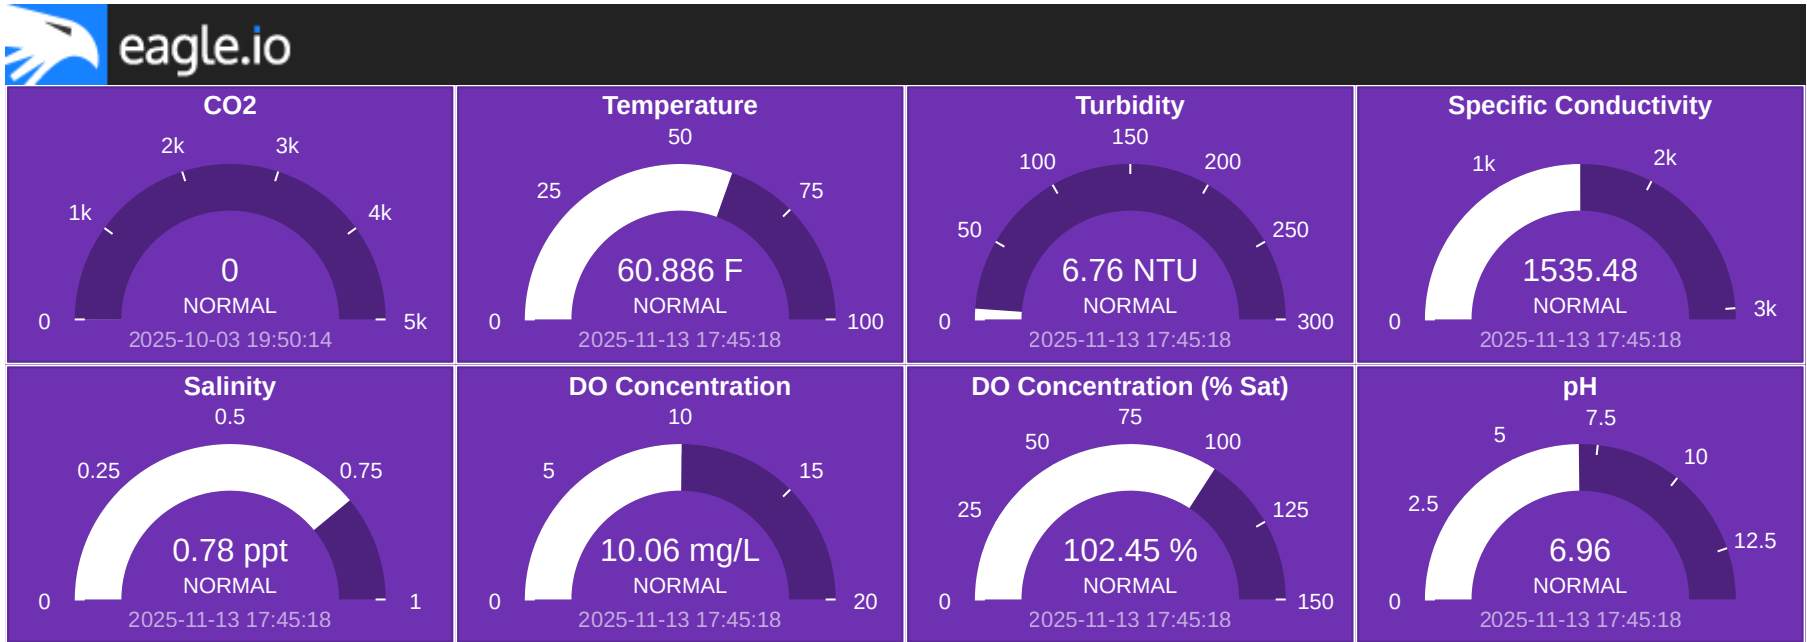 eagle.io
CO2
0
1k
2k
3k
4k
5k
0
NORMAL
2025-10-03 19:50:14
Temperature
0
25
50
75
100
60.886 F
NORMAL
2025-11-13 17:45:18
Turbidity
0
50
100
150
200
250
300
6.76 NTU
NORMAL
2025-11-13 17:45:18
Specific Conductivity
0
1k
2k
3k
1535.48
NORMAL
2025-11-13 17:45:18
Salinity
0
0.25
0.5
0.75
1
0.78 ppt
NORMAL
2025-11-13 17:45:18
DO Concentration
0
5
10
15
20
10.06 mg/L
NORMAL
2025-11-13 17:45:18
DO Concentration (% Sat)
0
25
50
75
100
125
150
102.45 %
NORMAL
2025-11-13 17:45:18
pH
0
2.5
5
7.5
10
12.5
6.96
NORMAL
2025-11-13 17:45:18